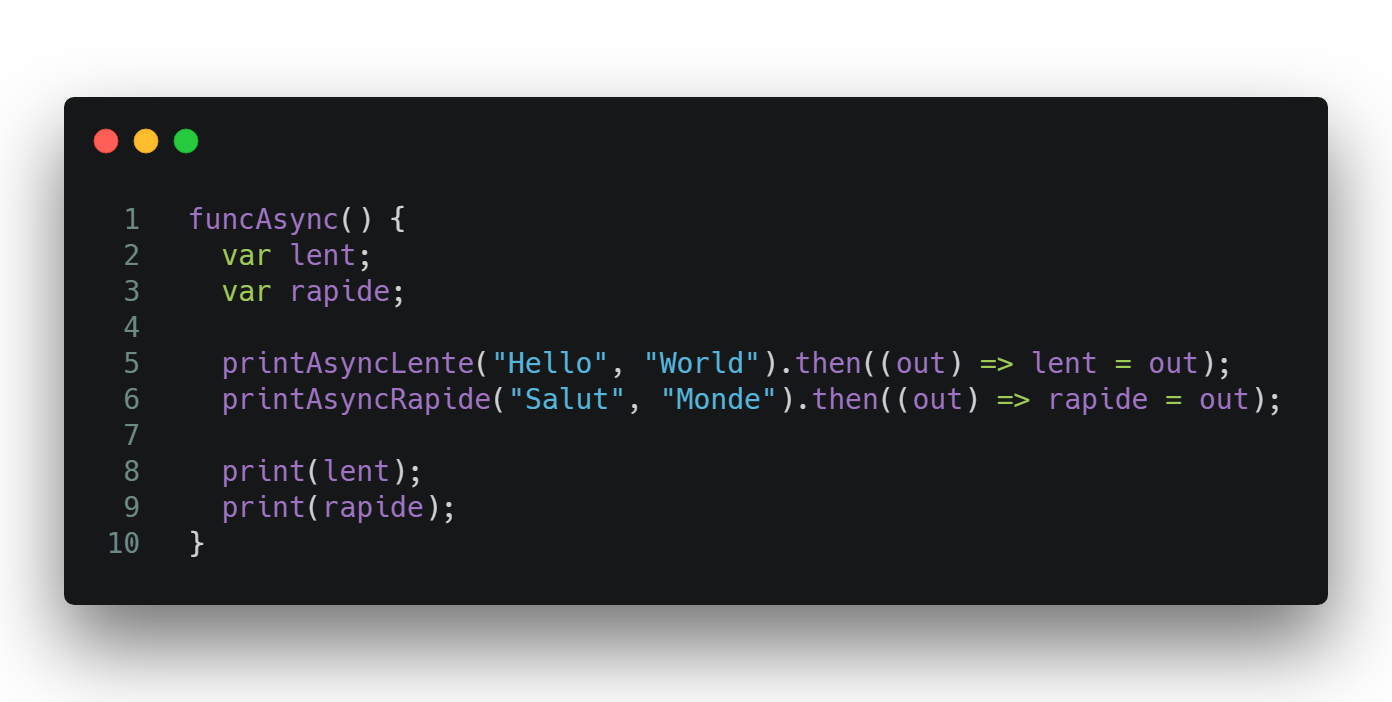 1 funcAsync() {
2 var lent;
3 var rapide;
4
5 printAsyncLente("Hello", "World").then((out) => lent = out);
6 printAsyncRapide("Salut", "Monde").then((out) => rapide = out);
7
8 print(lent);
9 print(rapide);
10 }